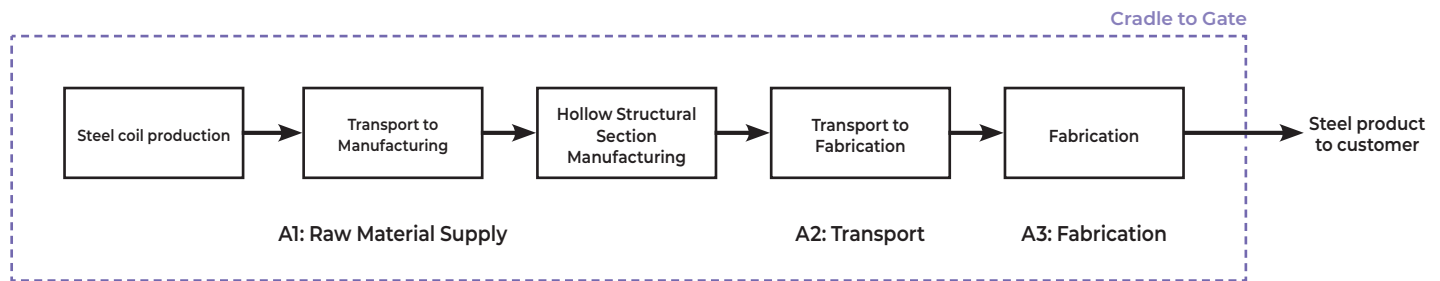 Cradle to Gate
Steel coil production
Transport to
Manufacturing
Hollow Structural
Section
Manufacturing
Transport to
Fabrication
Fabrication
Steel product
to customer
A1: Raw Material Supply
A2: Transport
A3: Fabrication